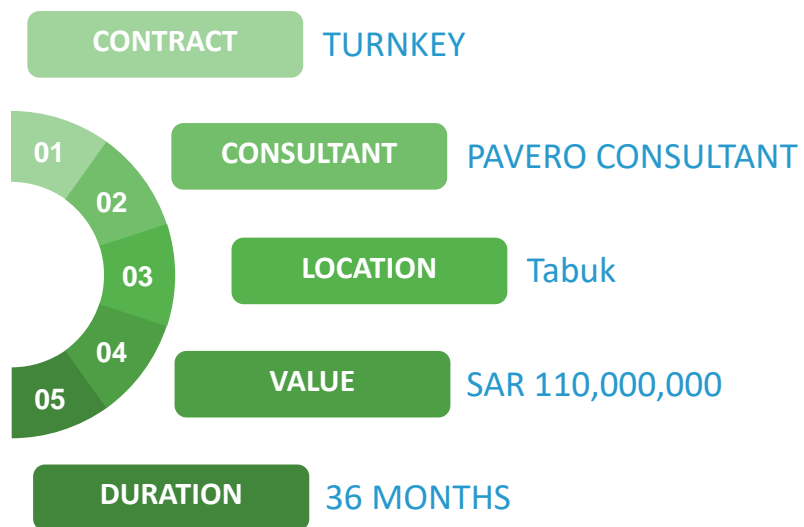 CONTRACT TURNKEY
01
CONSULTANT PAVERO CONSULTANT
02
LOCATION Tabuk
03
04
VALUE SAR 110,000,000
05
DURATION 36 MONTHS